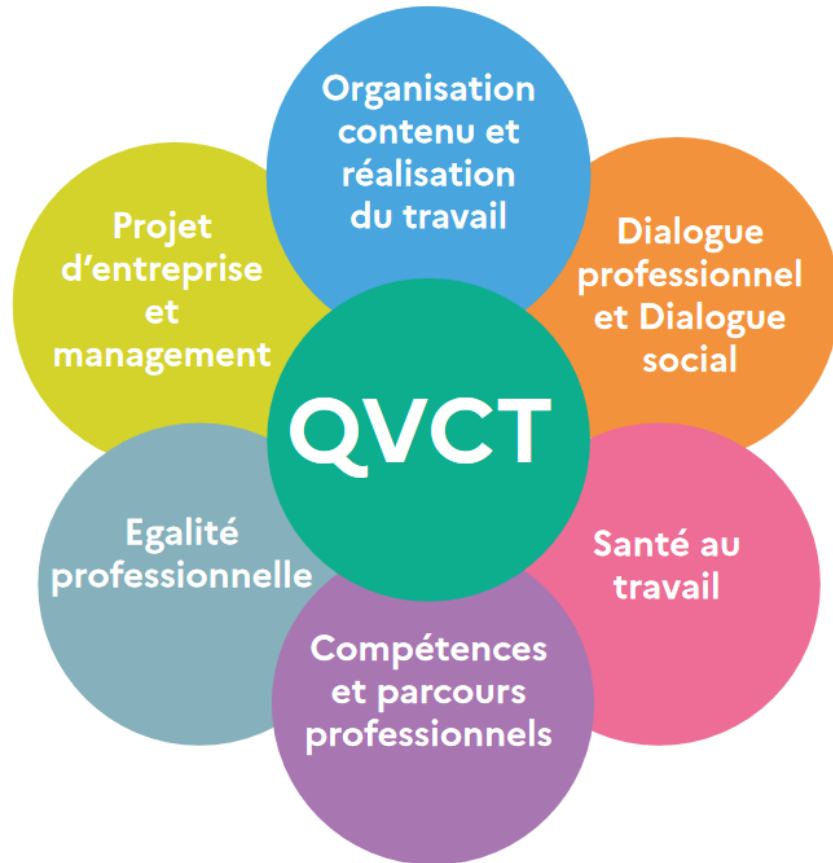 Organisation
contenu et
réalisation
du travail
Dialogue
professionnel
et Dialogue
social
Santé au
travail
Compétences
et parcours
professionnels
Egalité
professionnelle
Projet
d’entreprise
et
management
QVCT